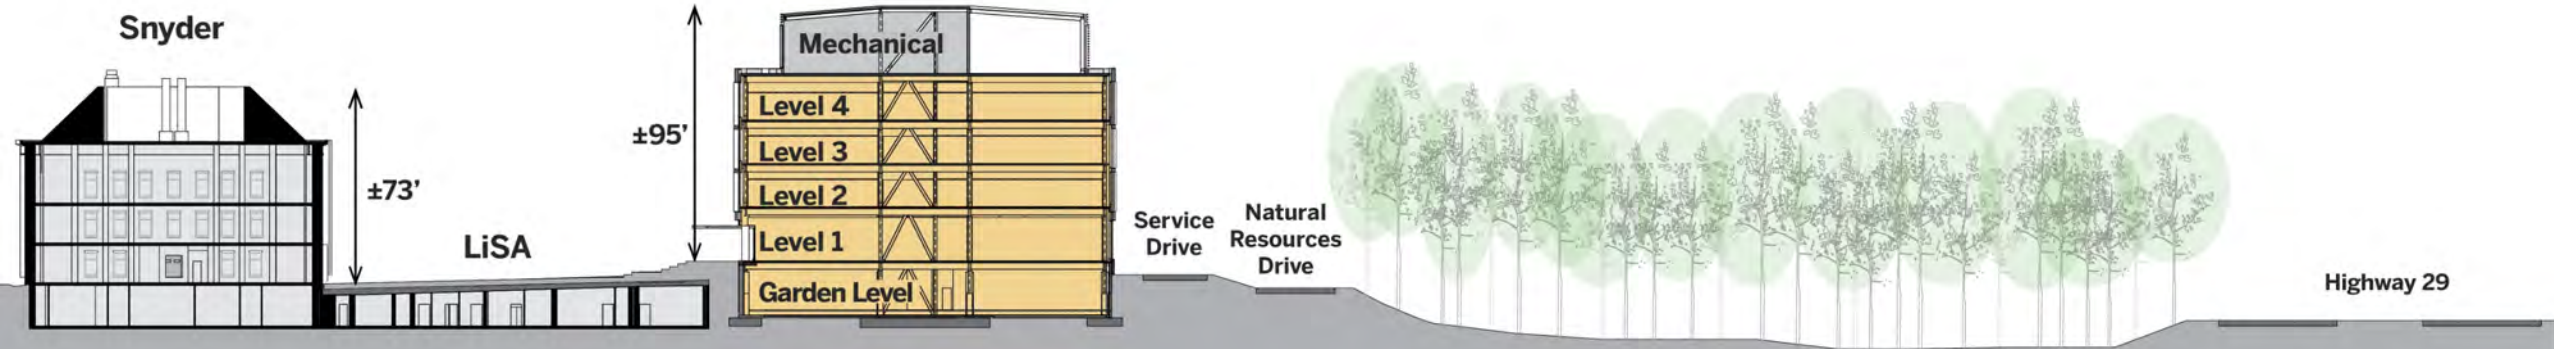 Snyder
±73’
LiSA
±95’
Mechanical
Level 4
Level 3
Level 2
Level 1
Garden Level
Service
Drive
Natural
Resources
Drive
Highway 29